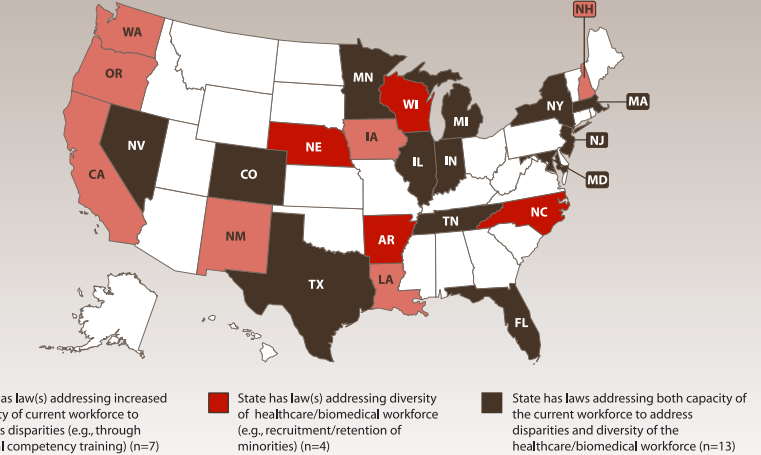 NH
WA
OR
MN
WI
NY
MA
MI
NV
IA
NE
NJ
IL
IN
CA
CO
MD
TN
NC
NM
AR
LA
TX
FL
law(s) addressing increased
of current workforce to
disparities (e.g., through
competency training) (n=7)
State has law(s) addressing diversity
of healthcare/biomedical workforce
(e.g., recruitment/retention of
minorities) (n=4)
State has laws addressing both capacity of
the current workforce to address
disparities and diversity of the
healthcare/biomedical workforce (n=13)